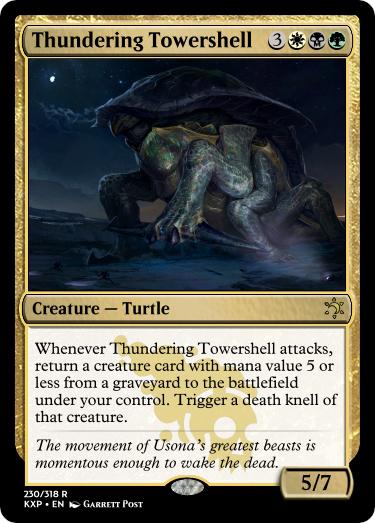 Thundering Towershell 3
Creature — Turtle
Whenever Thundering Towershell attacks,
return a creature card with mana value 5 or
less from a graveyard to the battlefield
under your control. Trigger a death knell of
that creature.
The movement of Usona's greatest beasts is
momentous enough to wake the dead.
5/7
230/318 R
KXP • EN Garrett Post